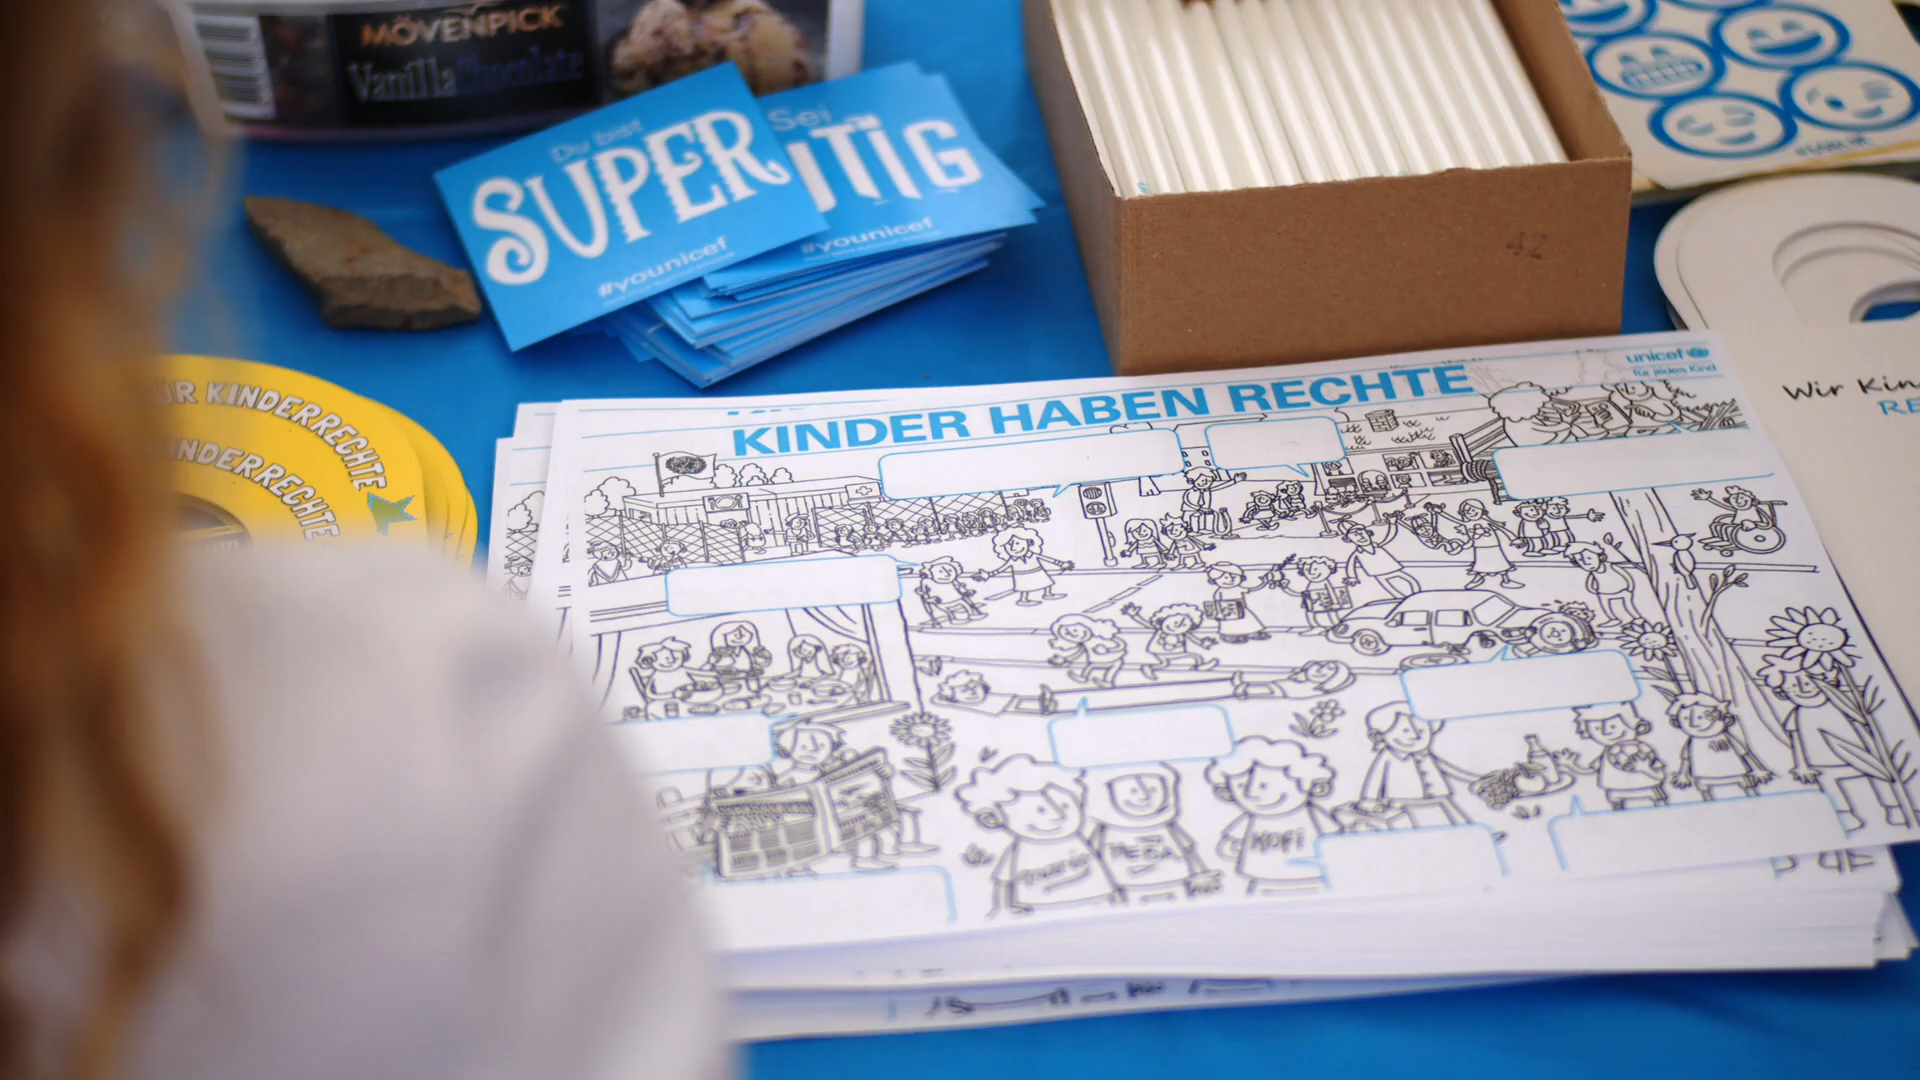 MÖVENPICK
Vanilla Chocolate
Du bist
SUPER
#younicef
Sei
#younicef
42
unicef
für jedes Kind
KINDER HABEN RECHTE
FÜR KINDERRECHTE
KINDERRECHTE
Wir Kin
RE
KOFI